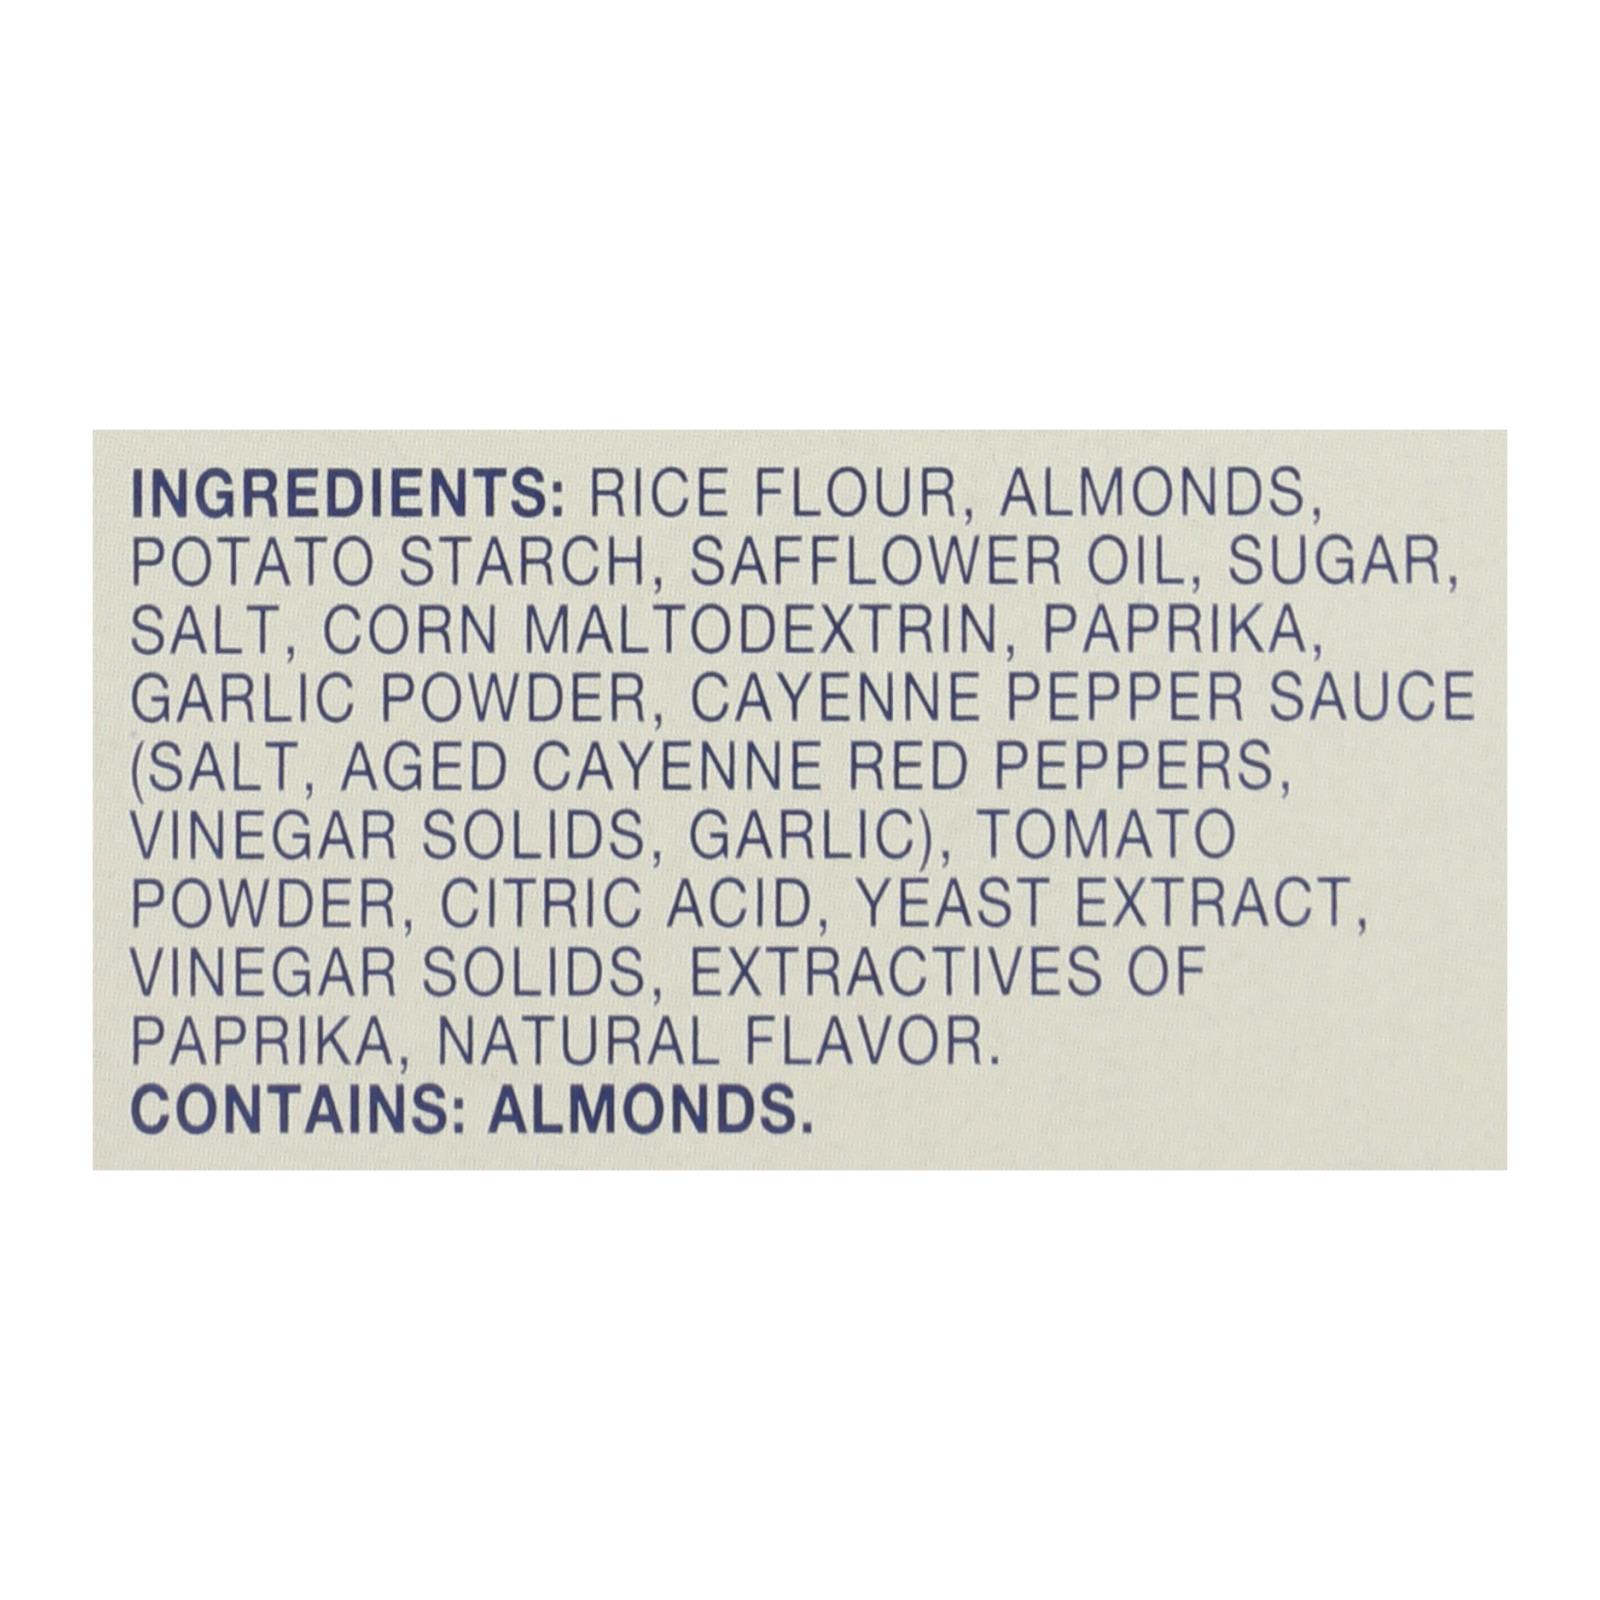 INGREDIENTS: RICE FLOUR, ALMONDS,
POTATO STARCH, SAFFLOWER OIL, SUGAR,
SALT, CORN MALTODEXTRIN, PAPRIKA,
GARLIC POWDER, CAYENNE PEPPER SAUCE
(SALT, AGED CAYENNE RED PEPPERS,
VINEGAR SOLIDS, GARLIC), TOMATO
POWDER, CITRIC ACID, YEAST EXTRACT,
VINEGAR SOLIDS, EXTRACTIVES OF
PAPRIKA, NATURAL FLAVOR.
CONTAINS: ALMONDS.